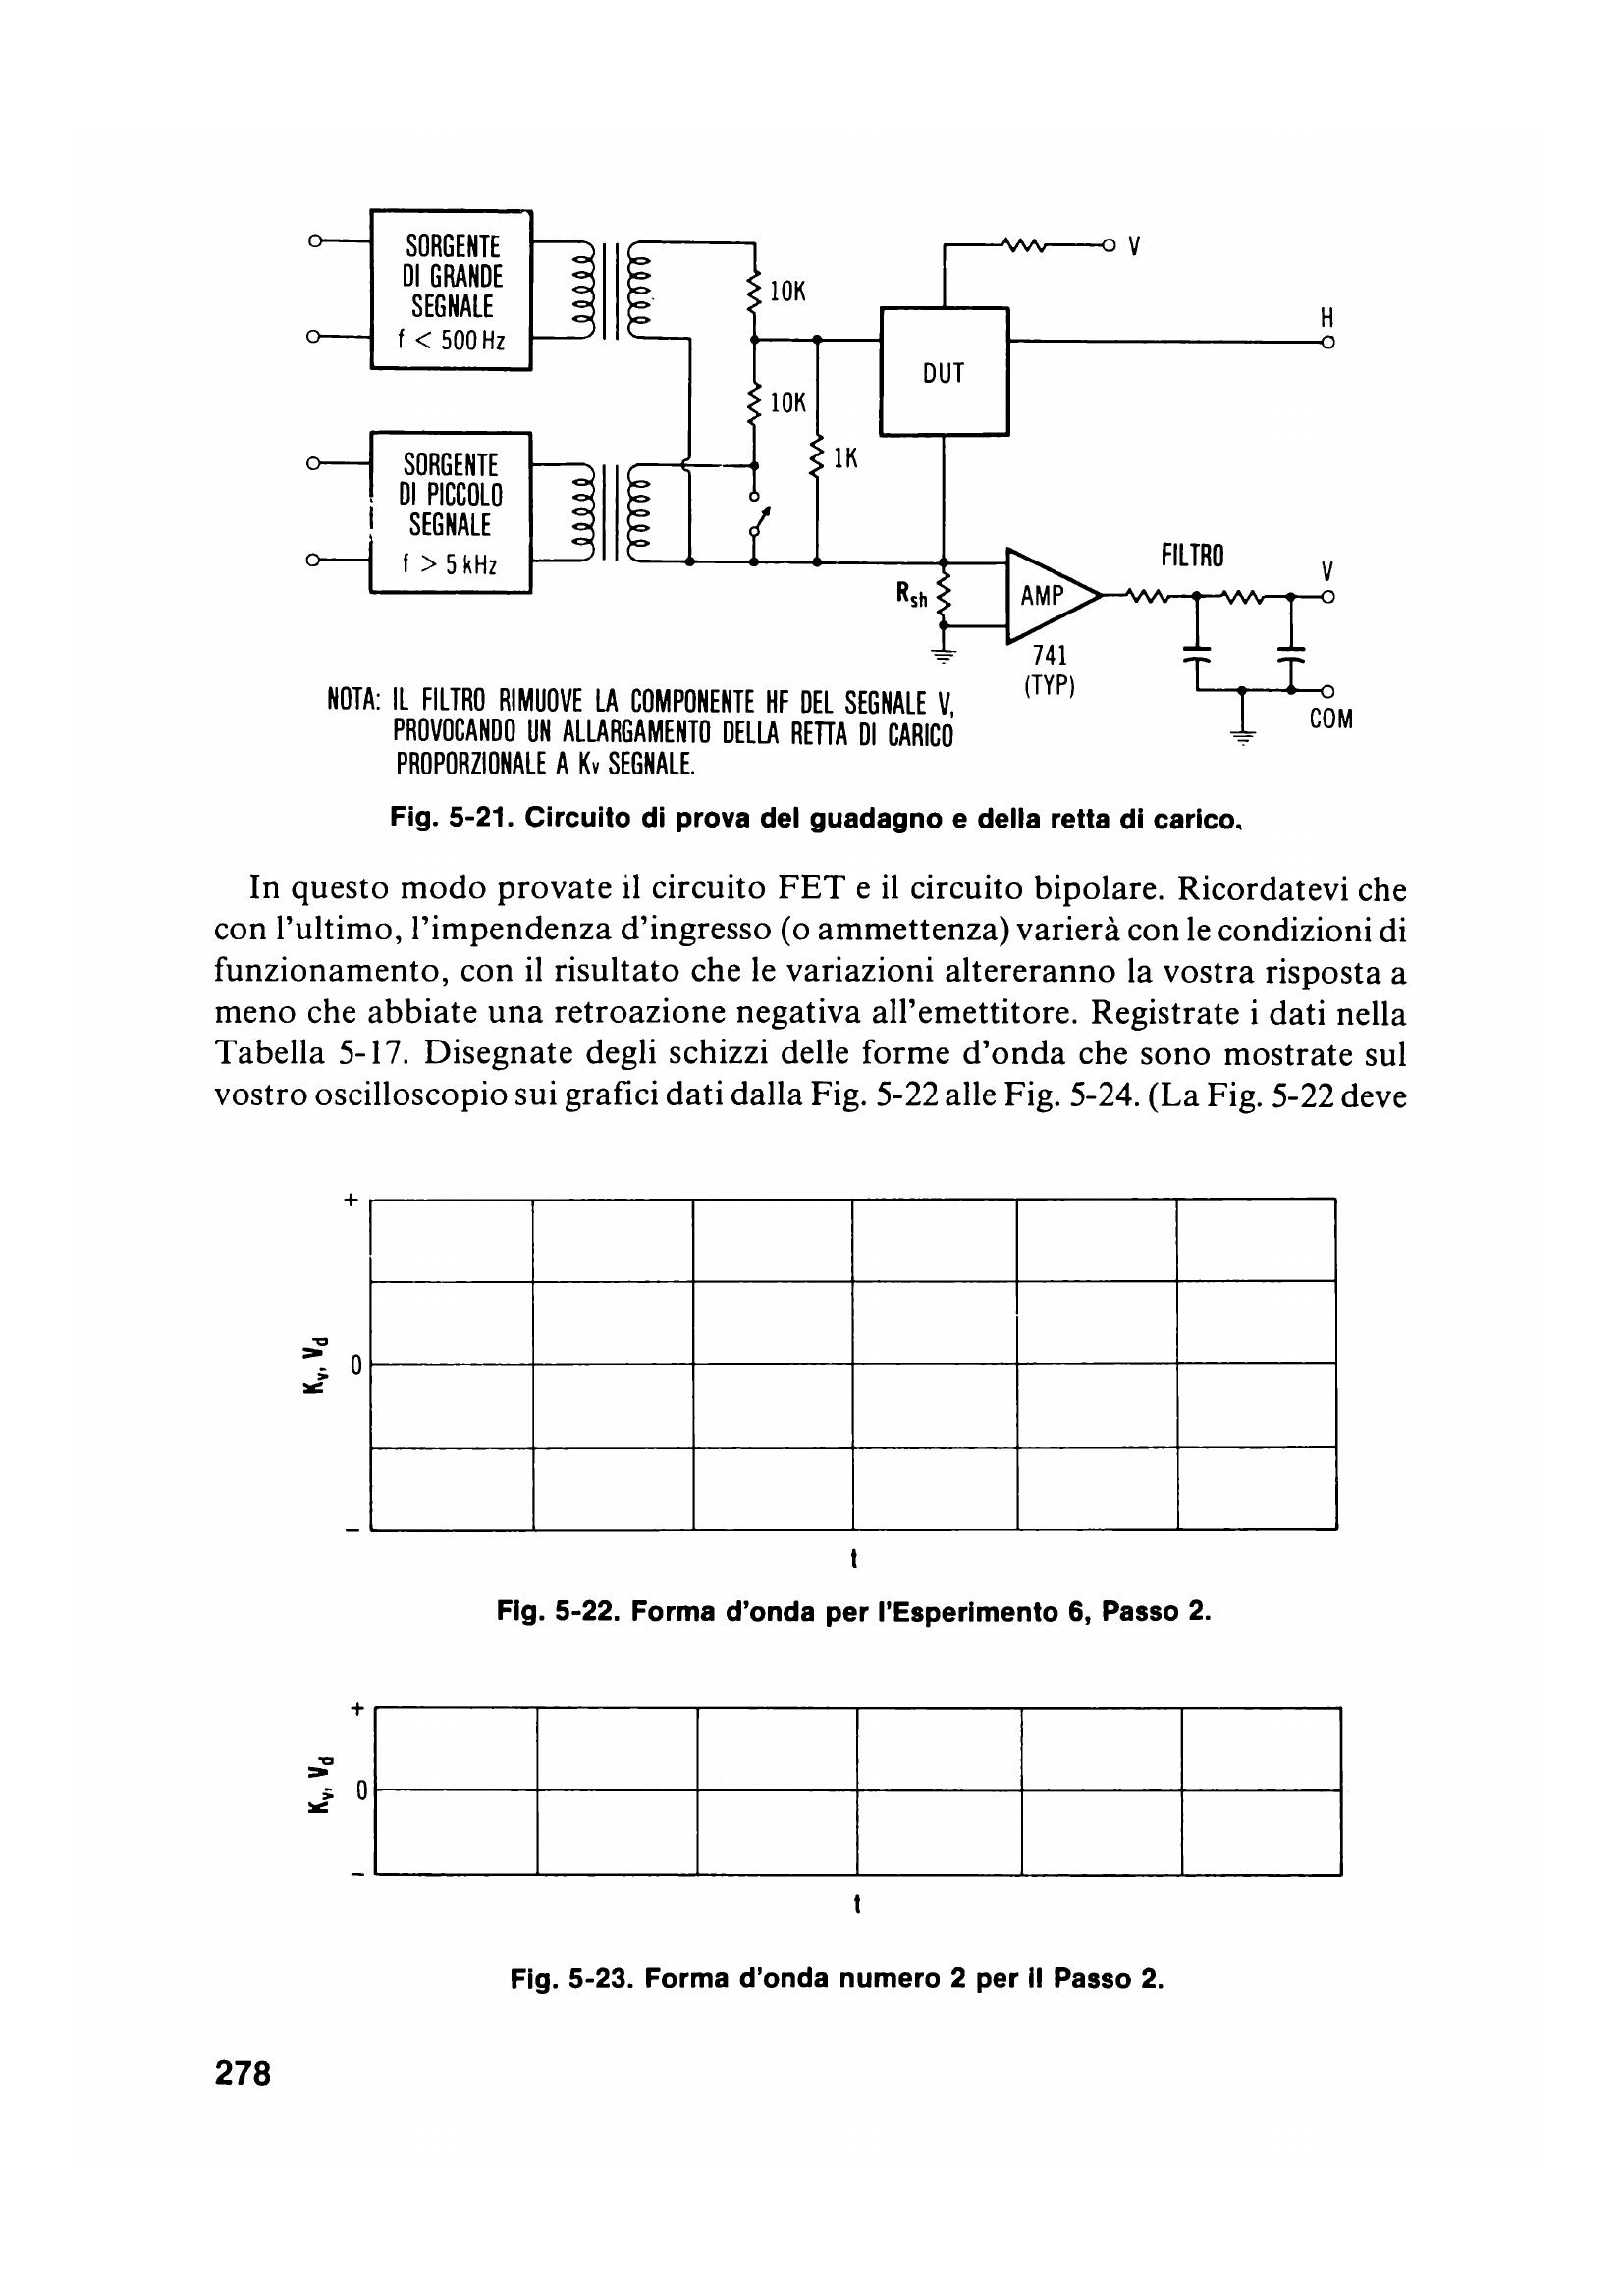 SORGENTE
DI GRANDE
SEGNALE
f < 500 Hz
10K
V
H
DUT
10K
1K
SORGENTE
DI PICCOLO
SEGNALE
f > 5 kHz
Rsh
AMP
741
(TYP)
FILTRO
V
COM
NOTA: IL FILTRO RIMUOVE LA COMPONENTE HF DEL SEGNALE V,
PROVOCANDO UN ALLARGAMENTO DELLA RETTA DI CARICO
PROPORZIONALE A Kv SEGNALE.
Fig. 5-21. Circuito di prova del guadagno e della retta di carico.
In questo modo provate il circuito FET e il circuito bipolare. Ricordatevi che
con l'ultimo, l'impendenza d'ingresso (o ammettenza) varierà con le condizioni di
funzionamento, con il risultato che le variazioni altereranno la vostra risposta a
meno che abbiate una retroazione negativa all'emettitore. Registrate i dati nella
Tabella 5-17. Disegnate degli schizzi delle forme d'onda che sono mostrate sul
vostro oscilloscopio sui grafici dati dalla Fig. 5-22 alle Fig. 5-24. (La Fig. 5-22 deve
+
Kv, Vd
0
−
t
Fig. 5-22. Forma d'onda per l'Esperimento 6, Passo 2.
+
Kv, Vd
0
−
t
Fig. 5-23. Forma d'onda numero 2 per il Passo 2.
278